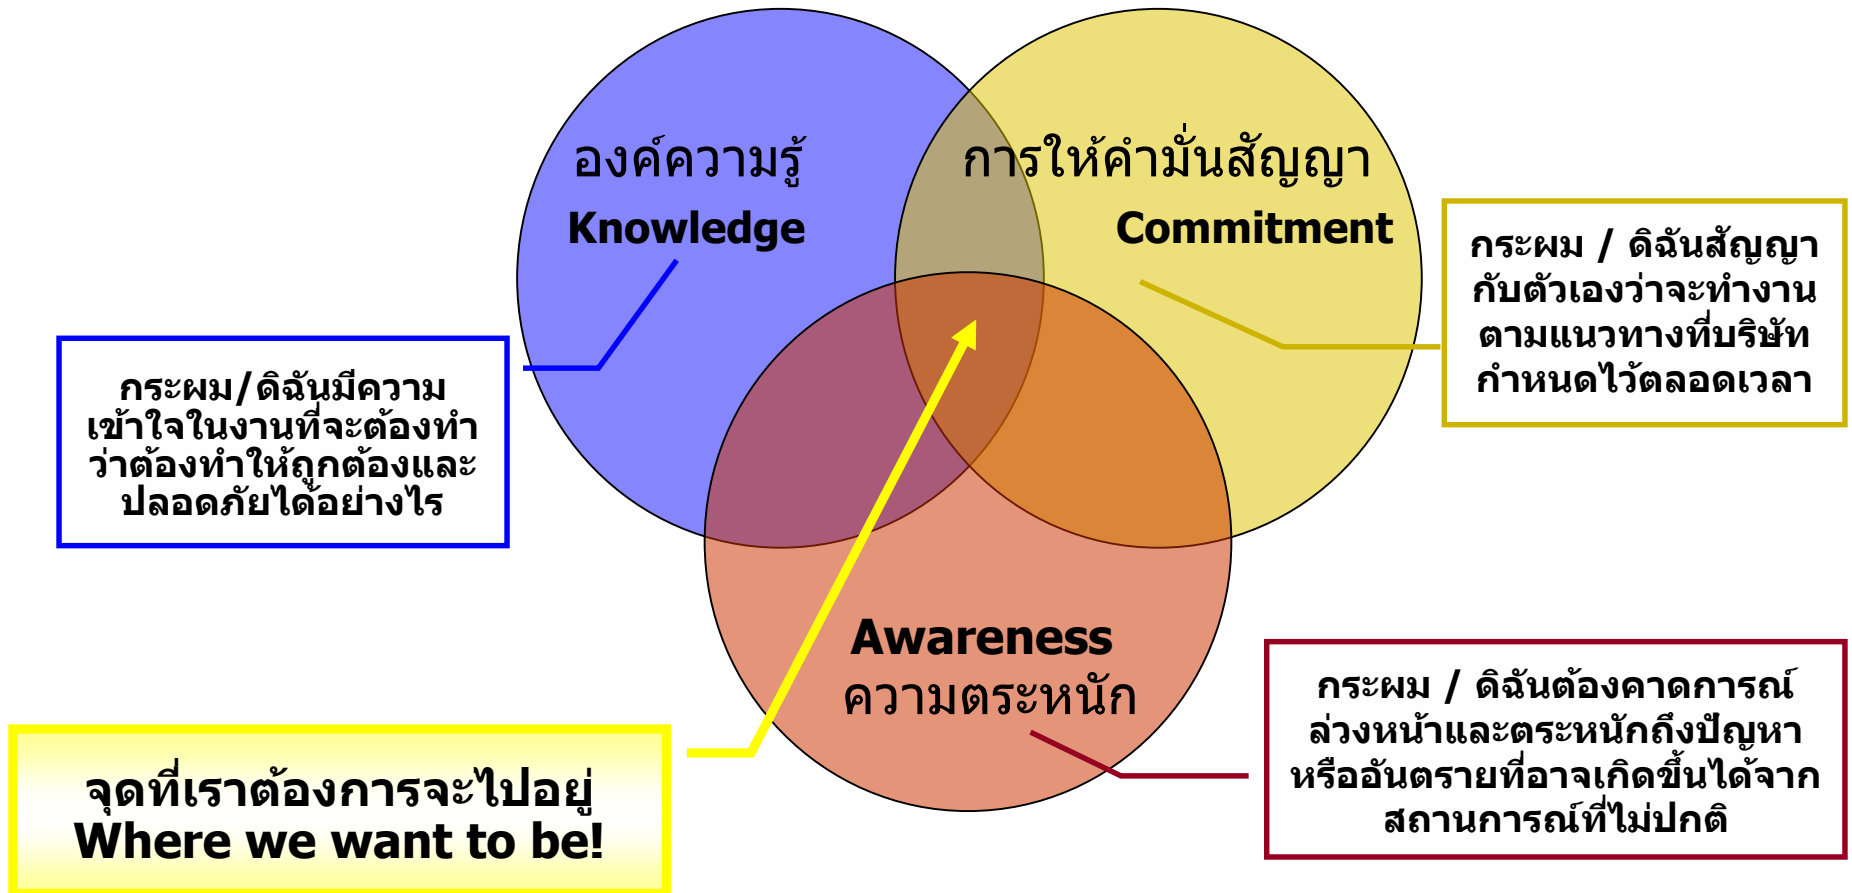 องค์ความรู้
Knowledge
การให้คำมั่นสัญญา
Commitment
กระผม / ดิฉันสัญญา
กับตัวเองว่าจะทำงาน
ตามแนวทางที่บริษัท
กำหนดไว้ตลอดเวลา
กระผม/ดิฉันมีความ
เข้าใจในงานที่จะต้องทำ
ว่าต้องทำให้ถูกต้องและ
ปลอดภัยได้อย่างไร
Awareness
ความตระหนัก
กระผม / ดิฉันต้องคาดการณ์
ล่วงหน้าและตระหนักถึงปัญหา
หรืออันตรายที่อาจเกิดขึ้นได้จาก
สถานการณ์ที่ไม่ปกติ
จุดที่เราต้องการจะไปอยู่
Where we want to be!